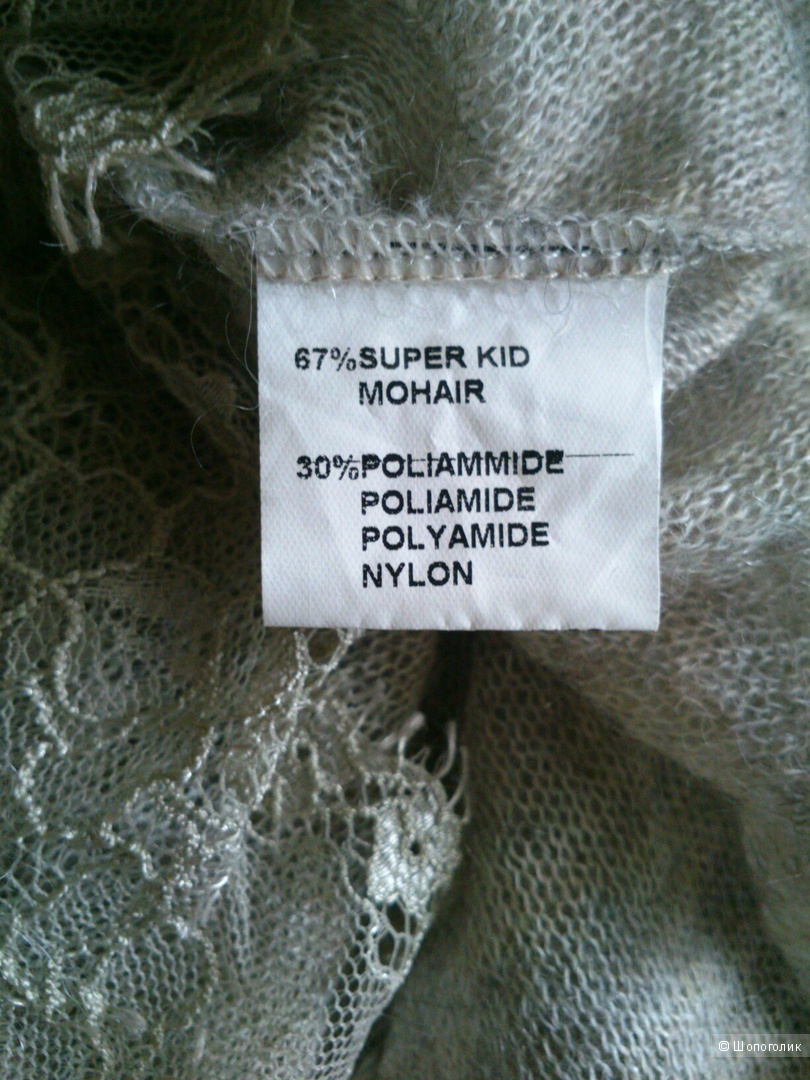 67%SUPER KID
MOHAIR
30%POLIAMMIDE
POLIAMIDE
POLYAMIDE
NYLON
© Шопоголик